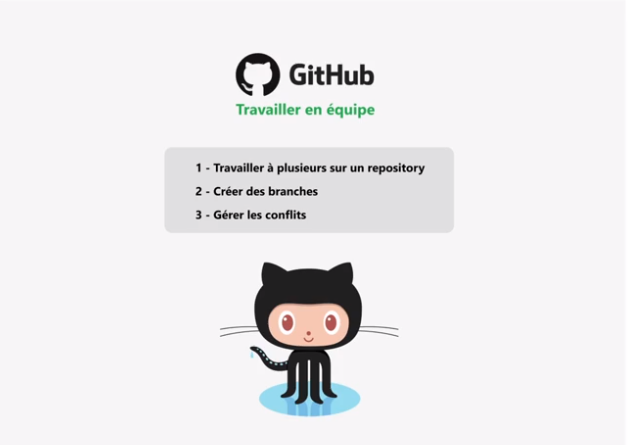 GitHub
Travailler en équipe
1 - Travailler à plusieurs sur un repository
2 - Créer des branches
3 - Gérer les conflits